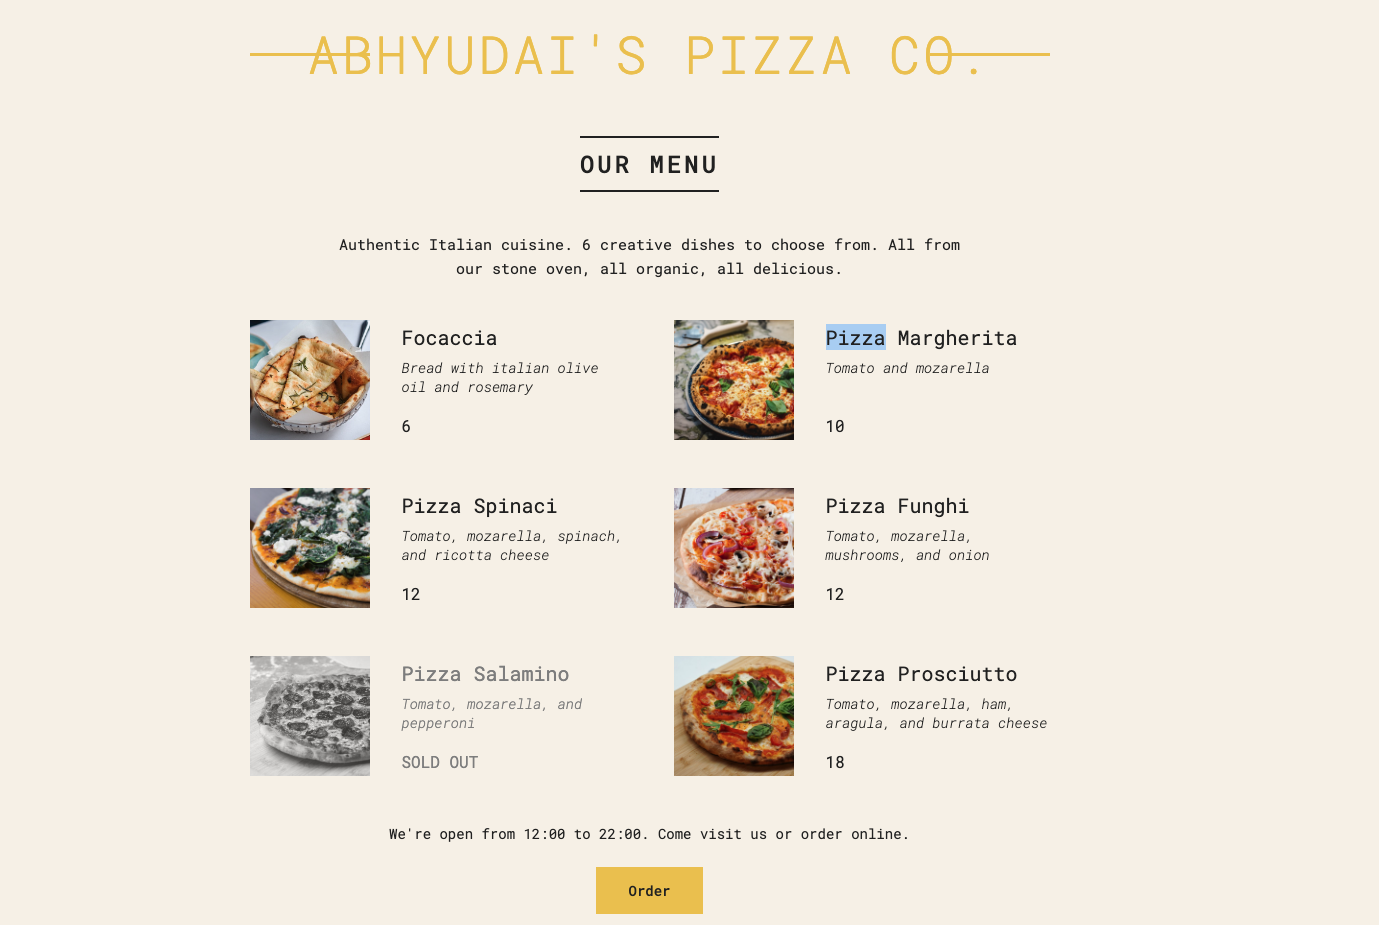 ABHYUDAI'S PIZZA CO.
OUR MENU
Authentic Italian cuisine. 6 creative dishes to choose from. All from
our stone oven, all organic, all delicious.
Focaccia
Bread with italian olive
oil and rosemary
6
Pizza Margherita
Tomato and mozarella
10
Pizza Spinaci
Tomato, mozarella, spinach,
and ricotta cheese
12
Pizza Funghi
Tomato, mozarella,
mushrooms, and onion
12
Pizza Salamino
Tomato, mozarella, and
pepperoni
SOLD OUT
Pizza Prosciutto
Tomato, mozarella, ham,
aragula, and burrata cheese
18
We're open from 12:00 to 22:00. Come visit us or order online.
Order